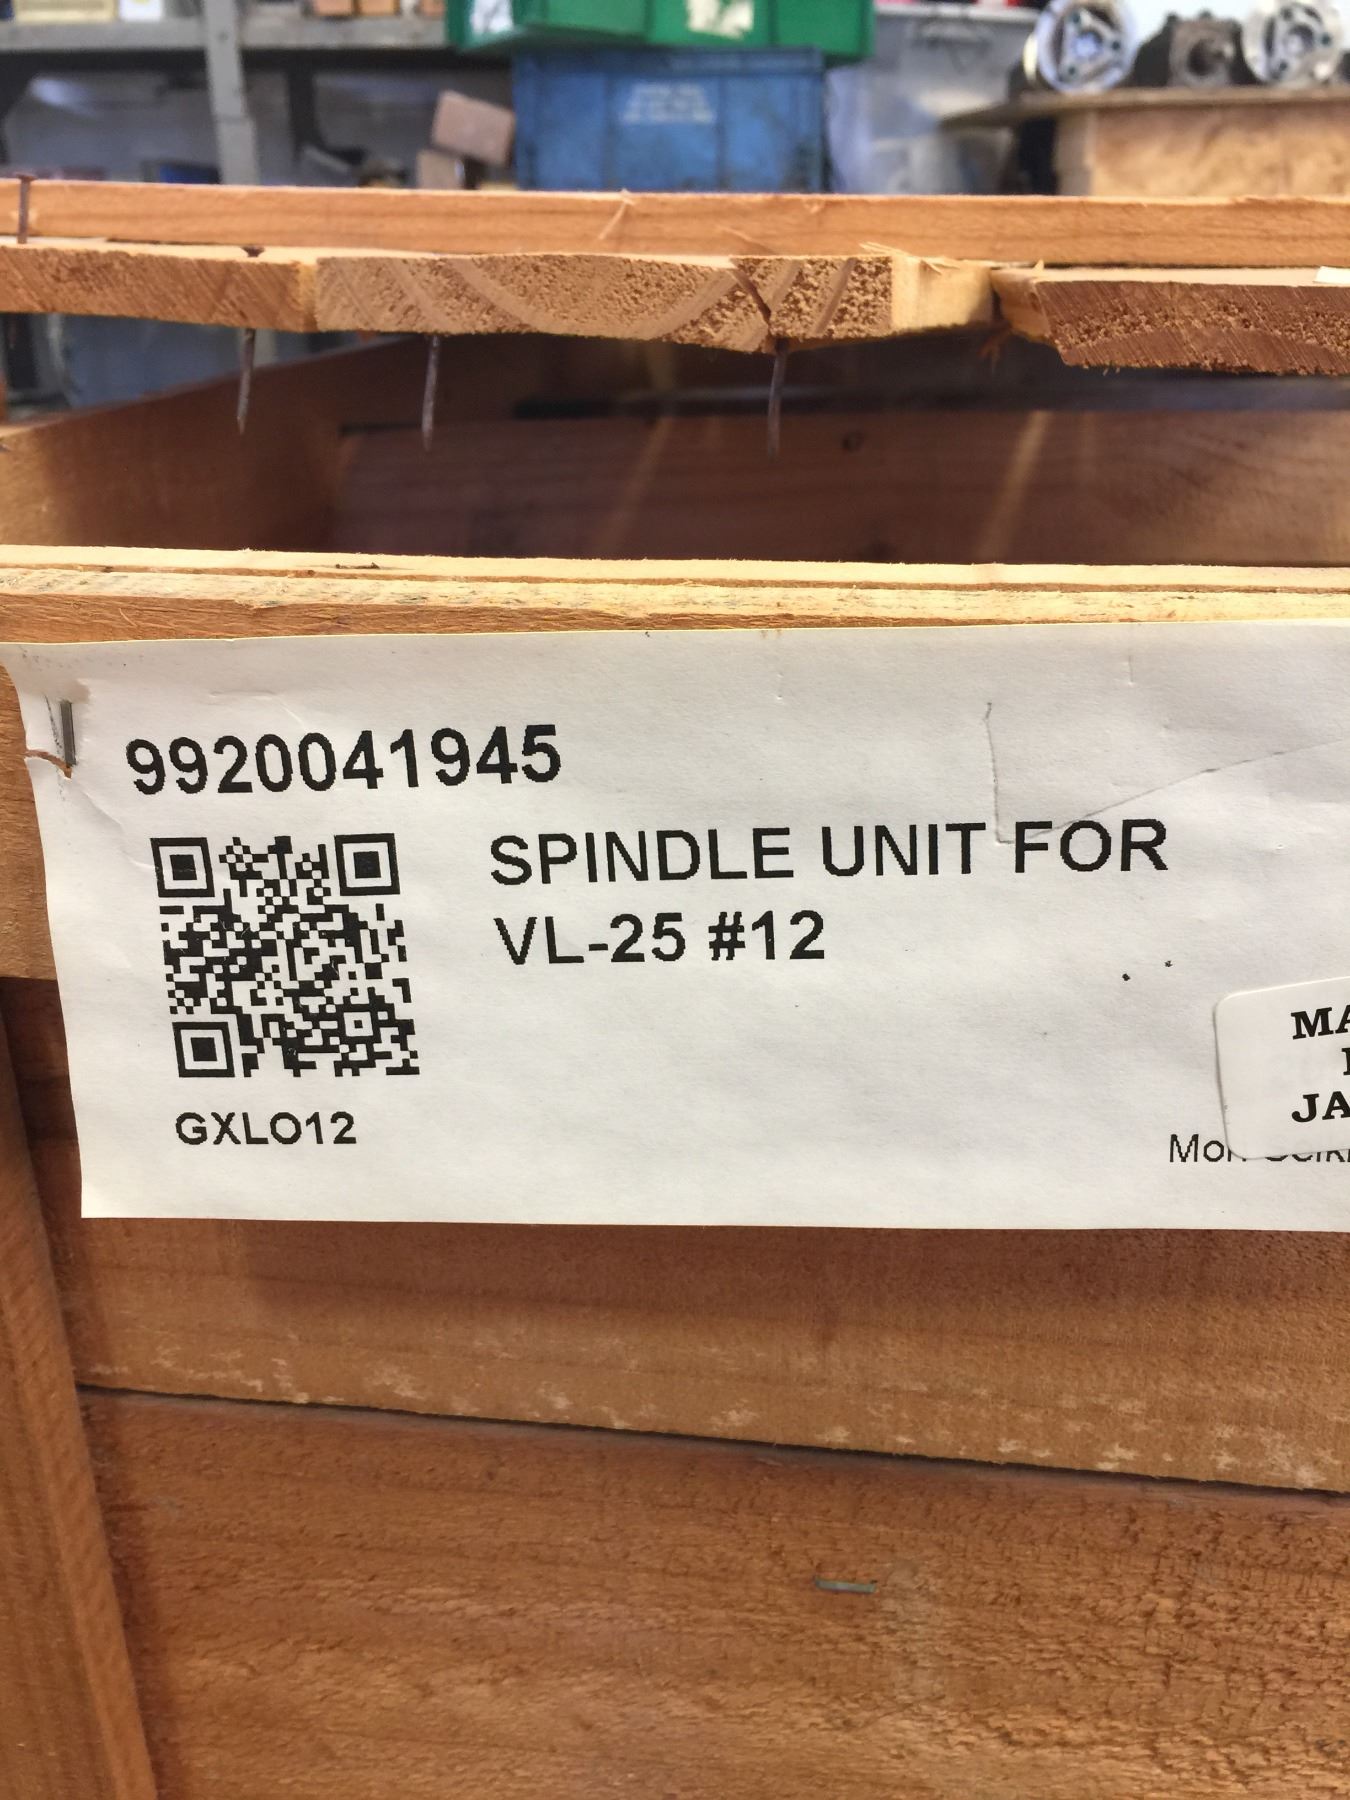 9920041945
SPINDLE UNIT FOR
VL-25 #12
GXLO12